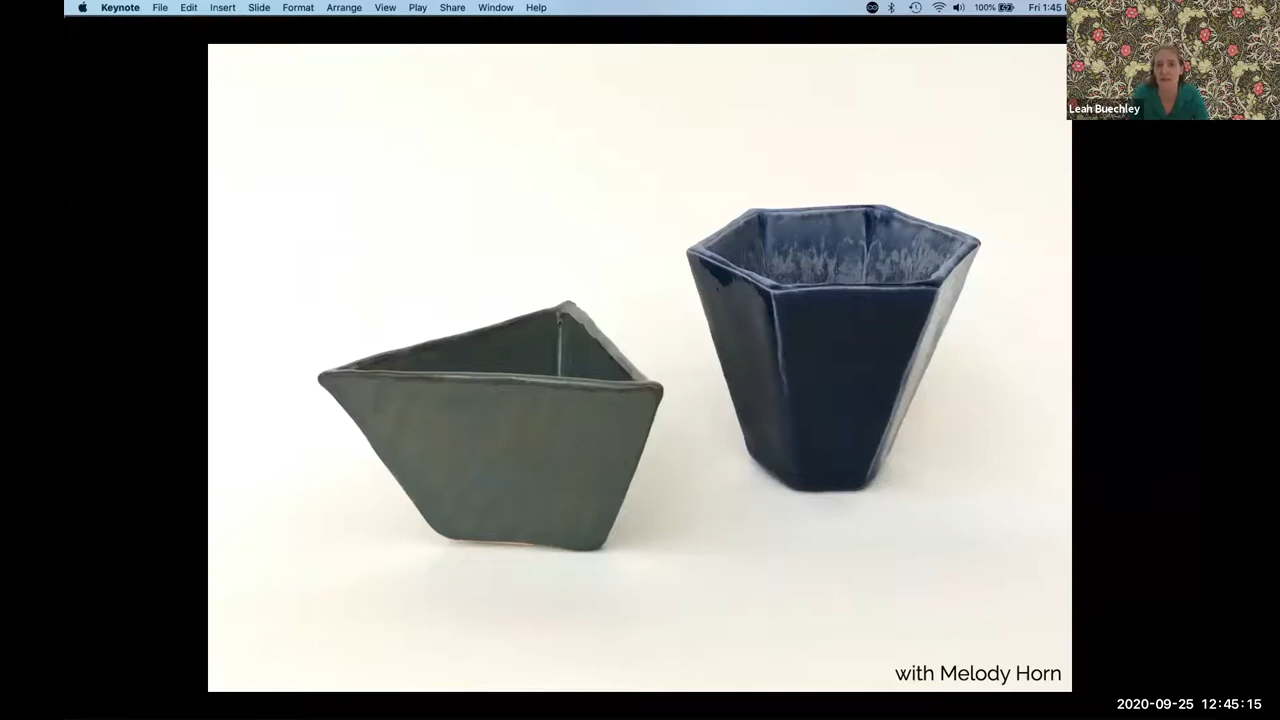 Keynote File Edit Insert Slide Format Arrange View Play Share Window Help 100% Fri 1:45
Leah Buechley
with Melody Horn
2020-09-25 12:45:15